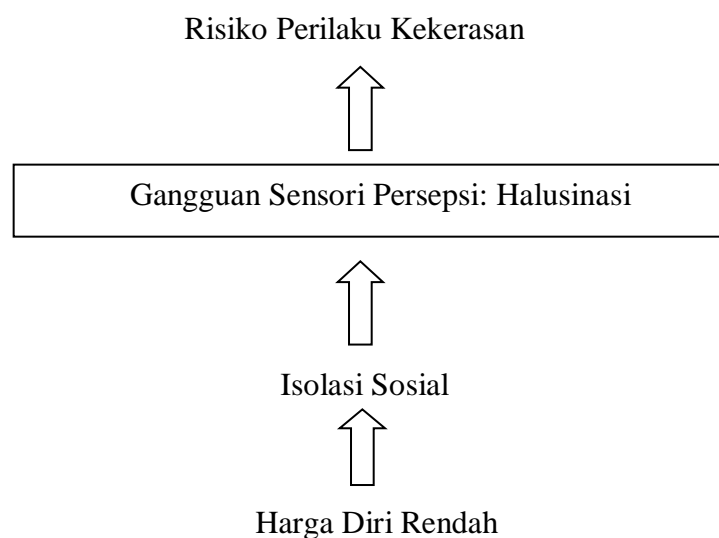 Risiko Perilaku Kekerasan
Gangguan Sensori Persepsi: Halusinasi
Isolasi Sosial
Harga Diri Rendah